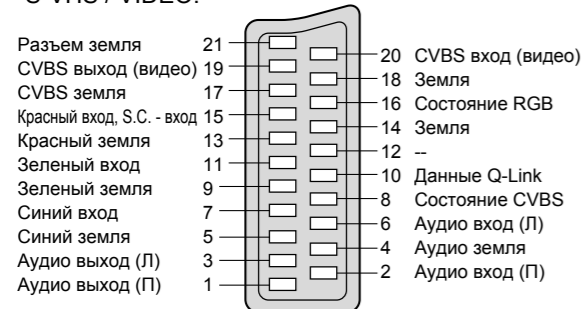 S-VHS / VIDEO.
Разъем земля 21
CVBS выход (видео) 19
CVBS земля 17
Красный вход, S.C. - вход 15
Красный земля 13
Зеленый вход 11
Зеленый земля 9
Синий вход 7
Синий земля 5
Аудио выход (Л) 3
Аудио выход (П) 1
20 CVBS вход (видео)
18 Земля
16 Состояние RGB
14 Земля
12 --
10 Данные Q-Link
8 Состояние CVBS
6 Аудио вход (Л)
4 Аудио земля
2 Аудио вход (П)